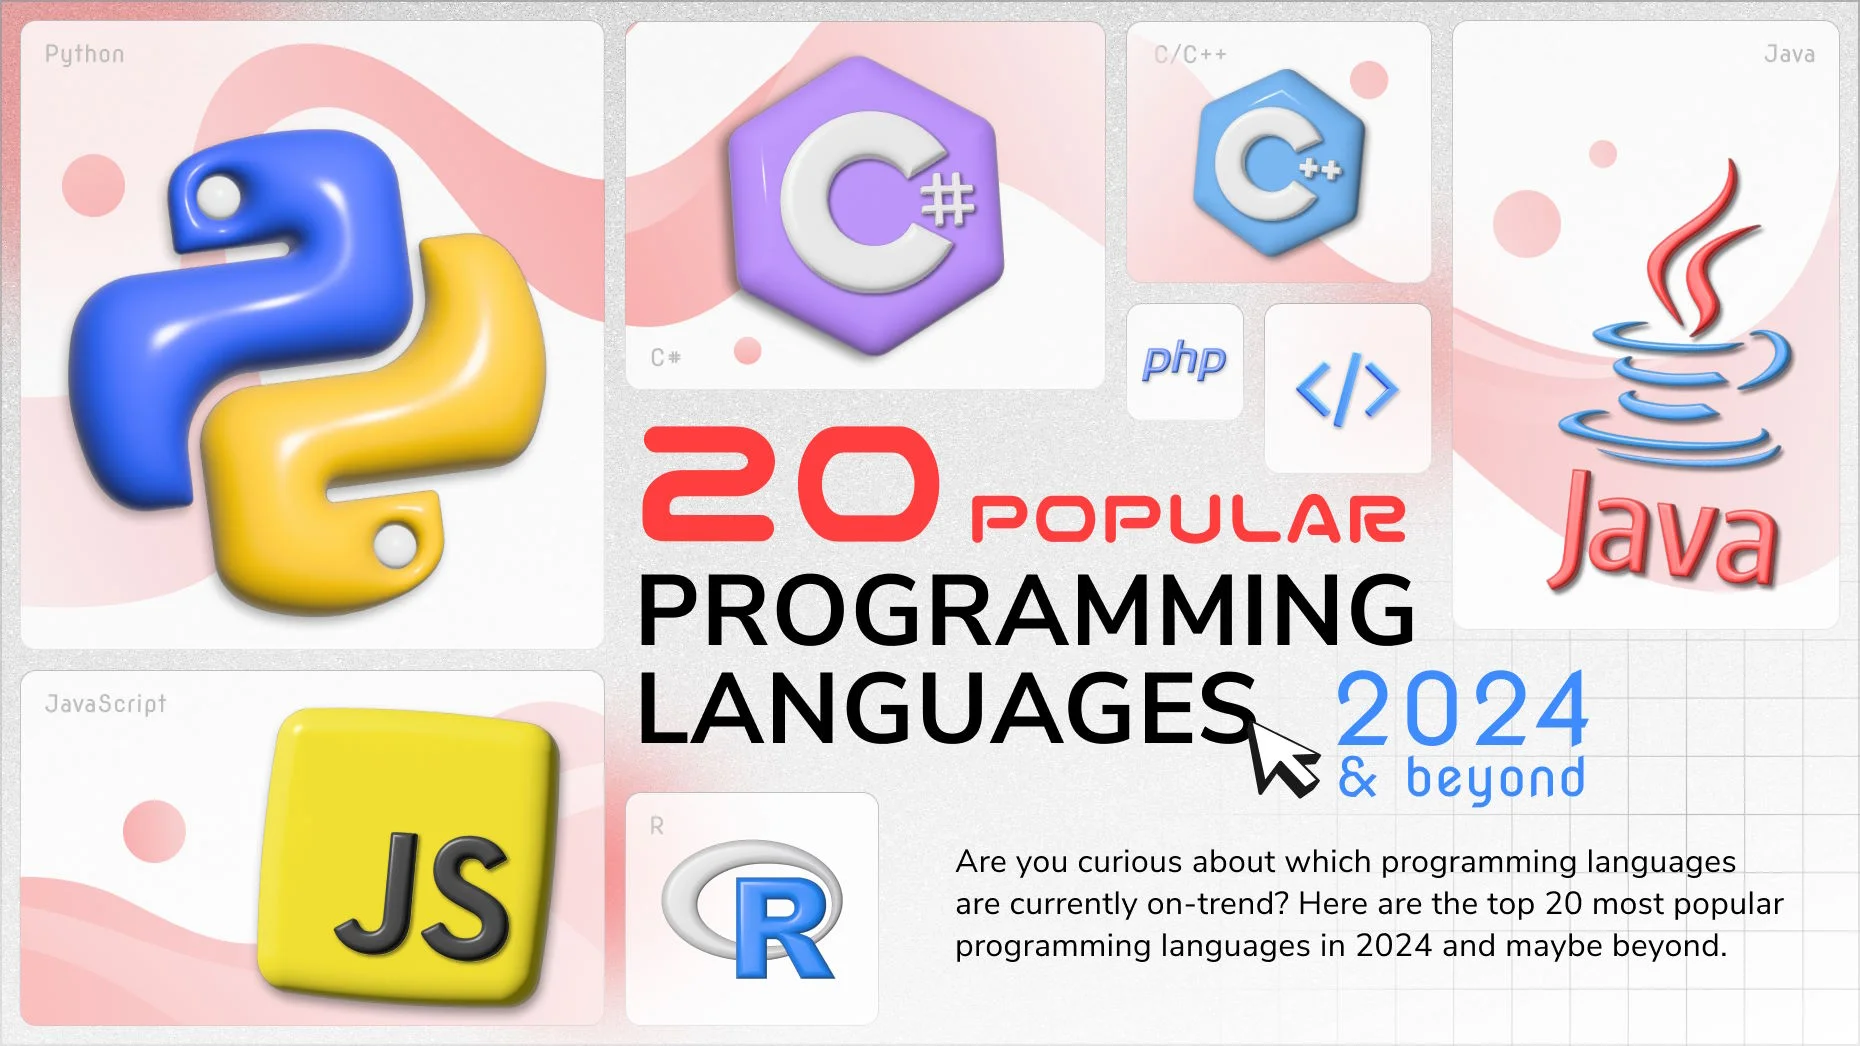 Python
C#
C#
C/C++
C++
Java
Java
php
</>
20 POPULAR
PROGRAMMING
LANGUAGES
2024
& beyond
JavaScript
JS
R
R
Are you curious about which programming languages
are currently on-trend? Here are the top 20 most popular
programming languages in 2024 and maybe beyond.